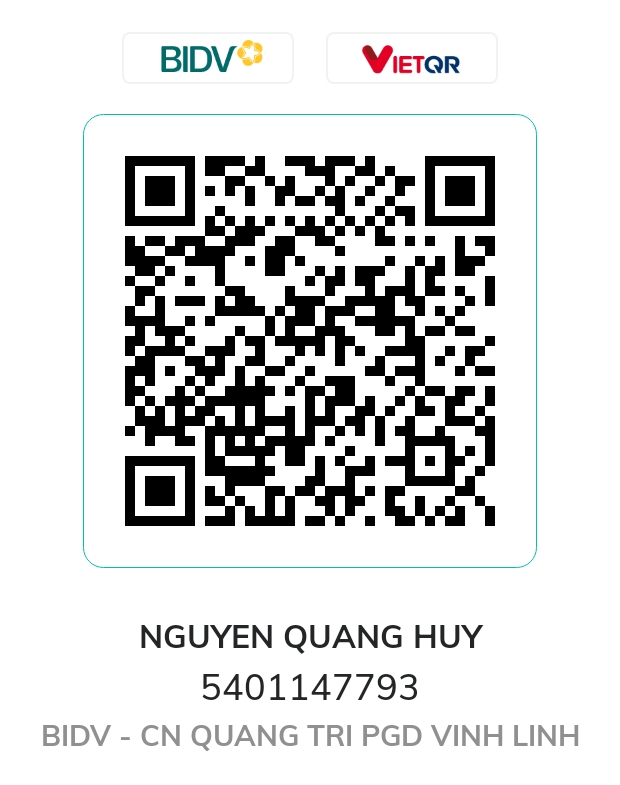 BIDV VIETQR
NGUYEN QUANG HUY
5401147793
BIDV - CN QUANG TRI PGD VINH LINH